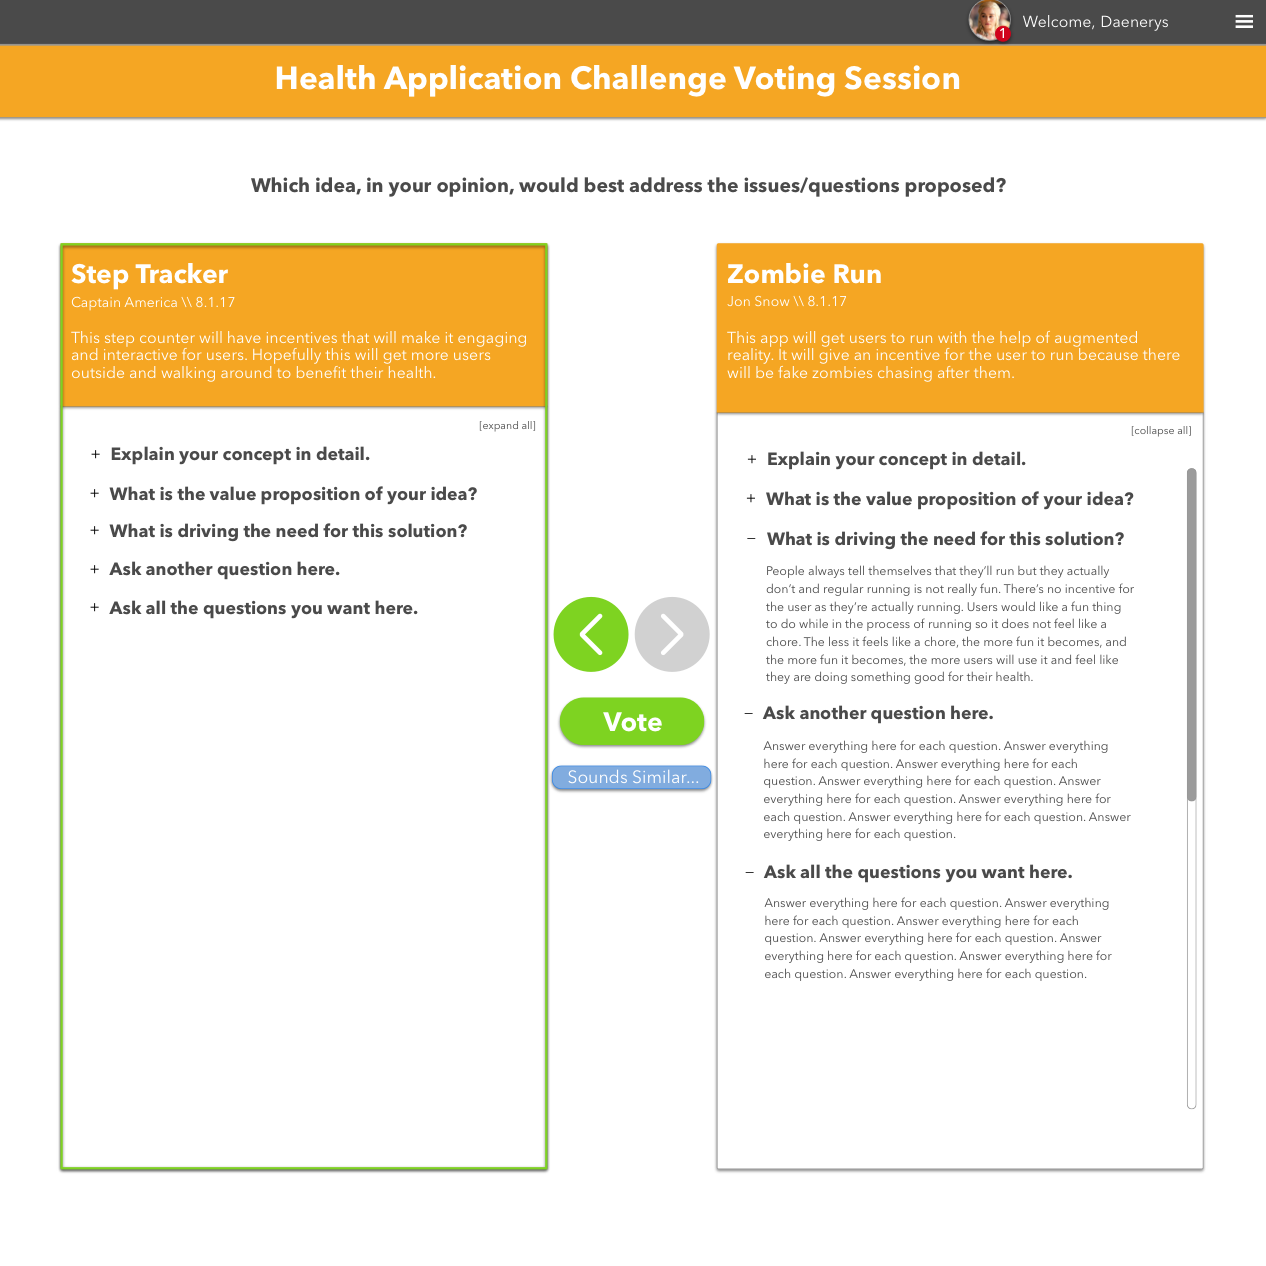 1
Welcome, Daenerys
Health Application Challenge Voting Session
Which idea, in your opinion, would best address the issues/questions proposed?
Step Tracker
Captain America \\ 8.1.17
This step counter will have incentives that will make it engaging
and interactive for users. Hopefully this will get more users
outside and walking around to benefit their health.
[expand all]
+ Explain your concept in detail.
+ What is the value proposition of your idea?
+ What is driving the need for this solution?
+ Ask another question here.
+ Ask all the questions you want here.
Vote
Sounds Similar...
Zombie Run
Jon Snow \\ 8.1.17
This app will get users to run with the help of augmented
reality. It will give an incentive for the user to run because there
will be fake zombies chasing after them.
[collapse all]
+ Explain your concept in detail.
+ What is the value proposition of your idea?
– What is driving the need for this solution?
People always tell themselves that they’ll run but they actually
don’t and regular running is not really fun. There’s no incentive for
the user as they’re actually running. Users would like a fun thing
to do while in the process of running so it does not feel like a
chore. The less it feels like a chore, the more fun it becomes, and
the more fun it becomes, the more users will use it and feel like
they are doing something good for their health.
– Ask another question here.
Answer everything here for each question. Answer everything
here for each question. Answer everything here for each
question. Answer everything here for each question. Answer
everything here for each question. Answer everything here for
each question. Answer everything here for each question. Answer
everything here for each question.
– Ask all the questions you want here.
Answer everything here for each question. Answer everything
here for each question. Answer everything here for each
question. Answer everything here for each question. Answer
everything here for each question. Answer everything here for
each question. Answer everything here for each question.